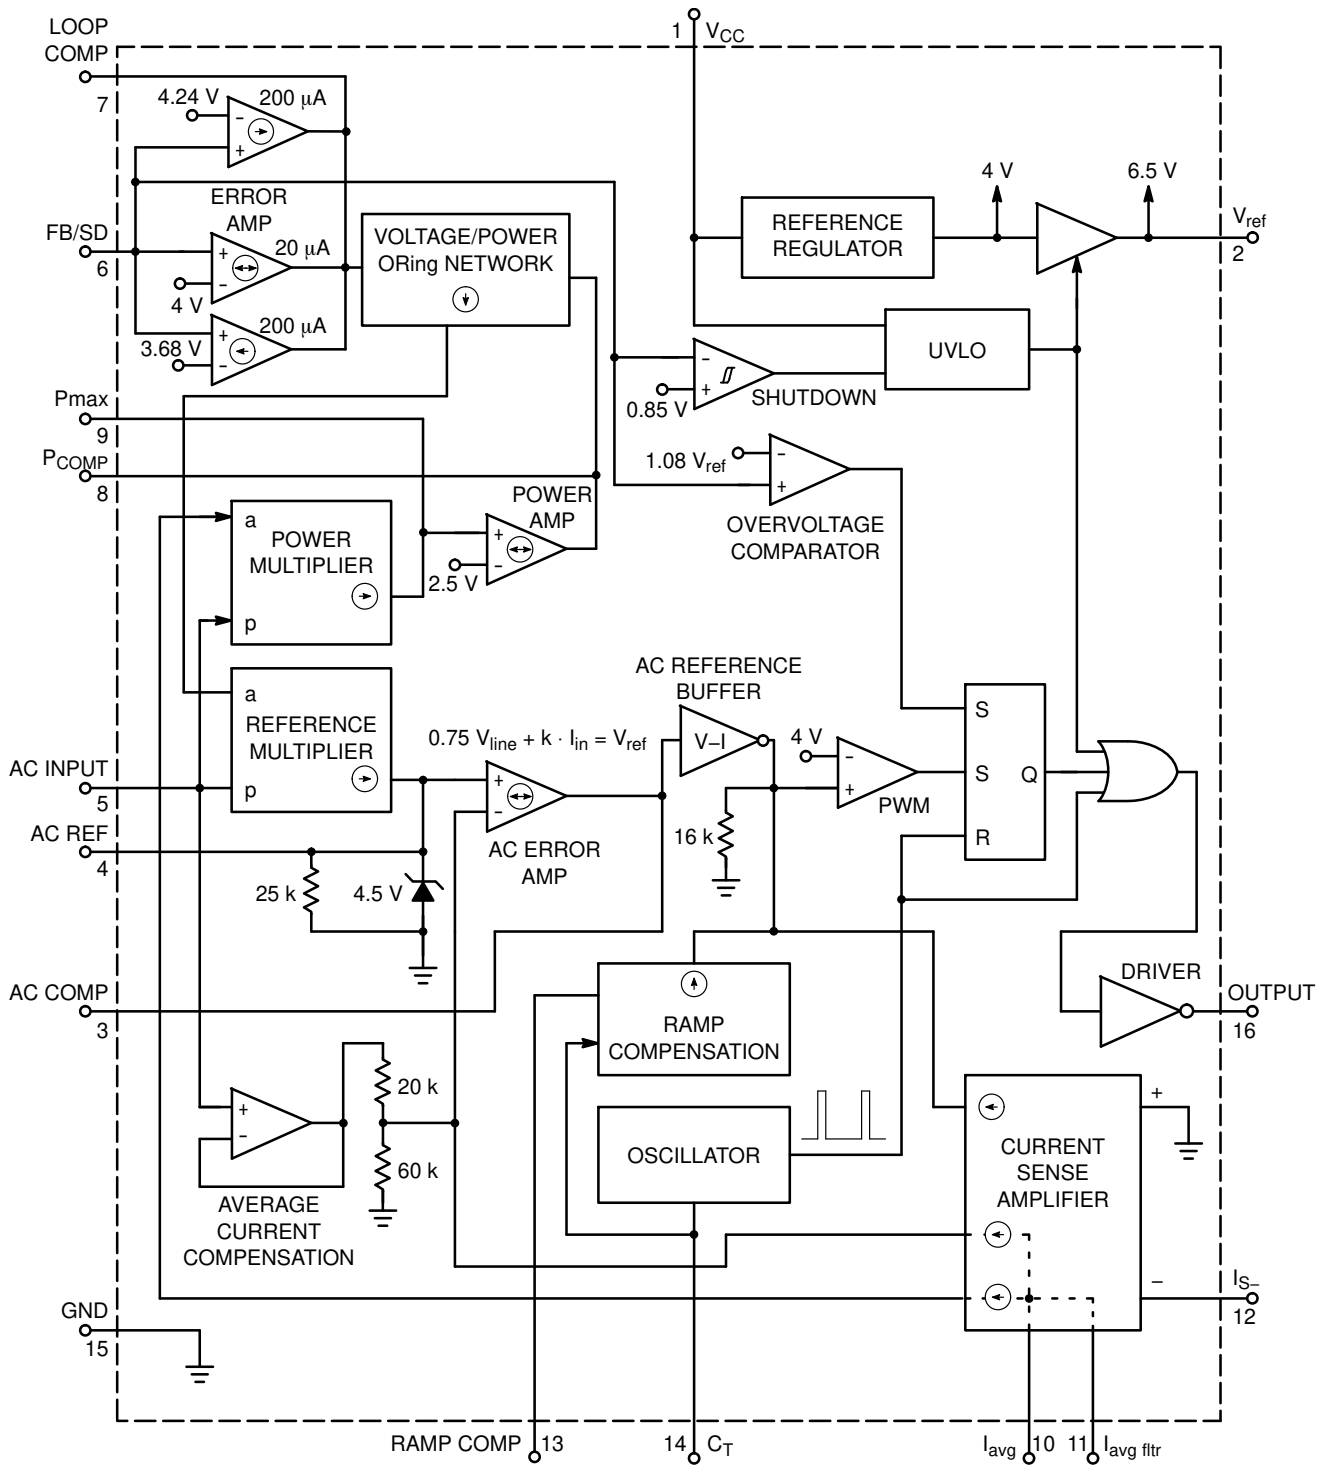 LOOP
COMP
7
1
VCC
4.24 V
200 μA
−
+
ERROR
AMP
FB/SD
6
20 μA
+
−
4 V
200 μA
3.68 V
+
−
VOLTAGE/POWER
ORing NETWORK
REFERENCE
REGULATOR
4 V
6.5 V
Vref
2
UVLO
−
+
0.85 V
SHUTDOWN
Pmax
9
PCOMP
8
1.08 Vref
−
+
OVERVOLTAGE
COMPARATOR
a
POWER
MULTIPLIER
p
POWER
AMP
+
−
2.5 V
a
REFERENCE
MULTIPLIER
p
AC INPUT
5
0.75 Vline + k · Iin = Vref
+
−
AC ERROR
AMP
AC REFERENCE
BUFFER
V–I
4 V
−
+
PWM
16 k
S
S
Q
R
AC REF
4
25 k
4.5 V
AC COMP
3
RAMP
COMPENSATION
DRIVER
OUTPUT
16
20 k
60 k
+
−
AVERAGE
CURRENT
COMPENSATION
OSCILLATOR
+
CURRENT
SENSE
AMPLIFIER
−
IS–
12
GND
15
RAMP COMP
13
14
CT
Iavg
10
11
Iavg fltr